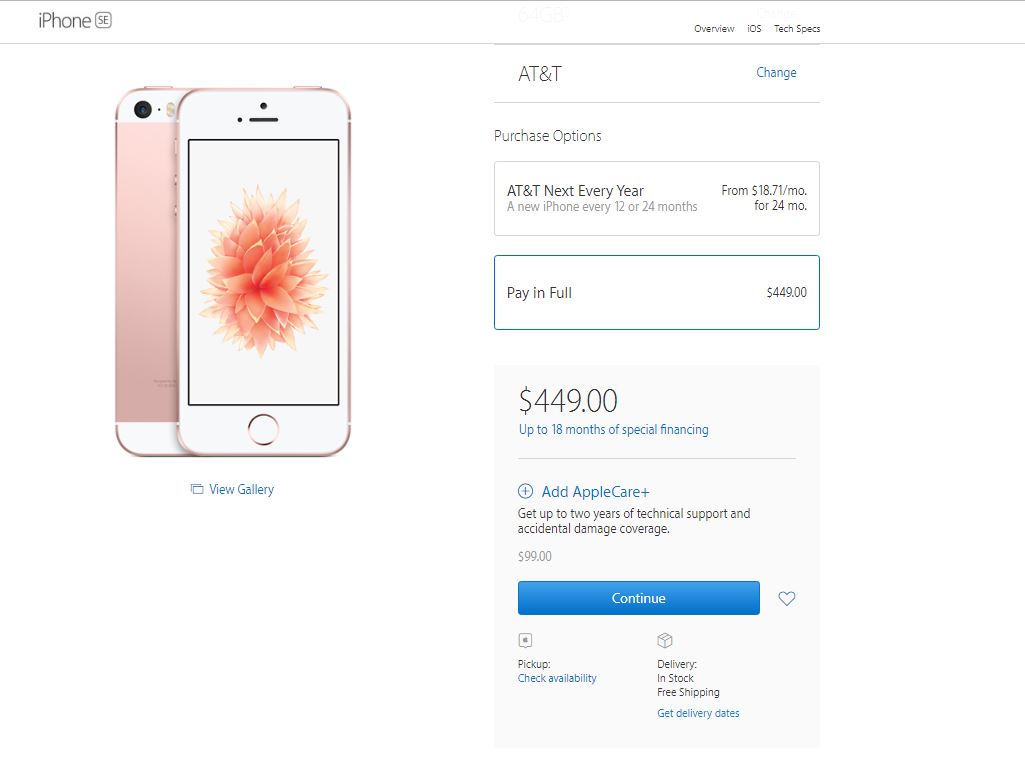 iPhone SE
64GB
Overview iOS Tech Specs
AT&T Change
Purchase Options
AT&T Next Every Year From $18.71/mo.
A new iPhone every 12 or 24 months for 24 mo.
Pay in Full $449.00
$449.00
Up to 18 months of special financing
View Gallery
Add AppleCare+
Get up to two years of technical support and
accidental damage coverage.
$99.00
Continue
Pickup: Delivery:
Check availability In Stock
Free Shipping
Get delivery dates